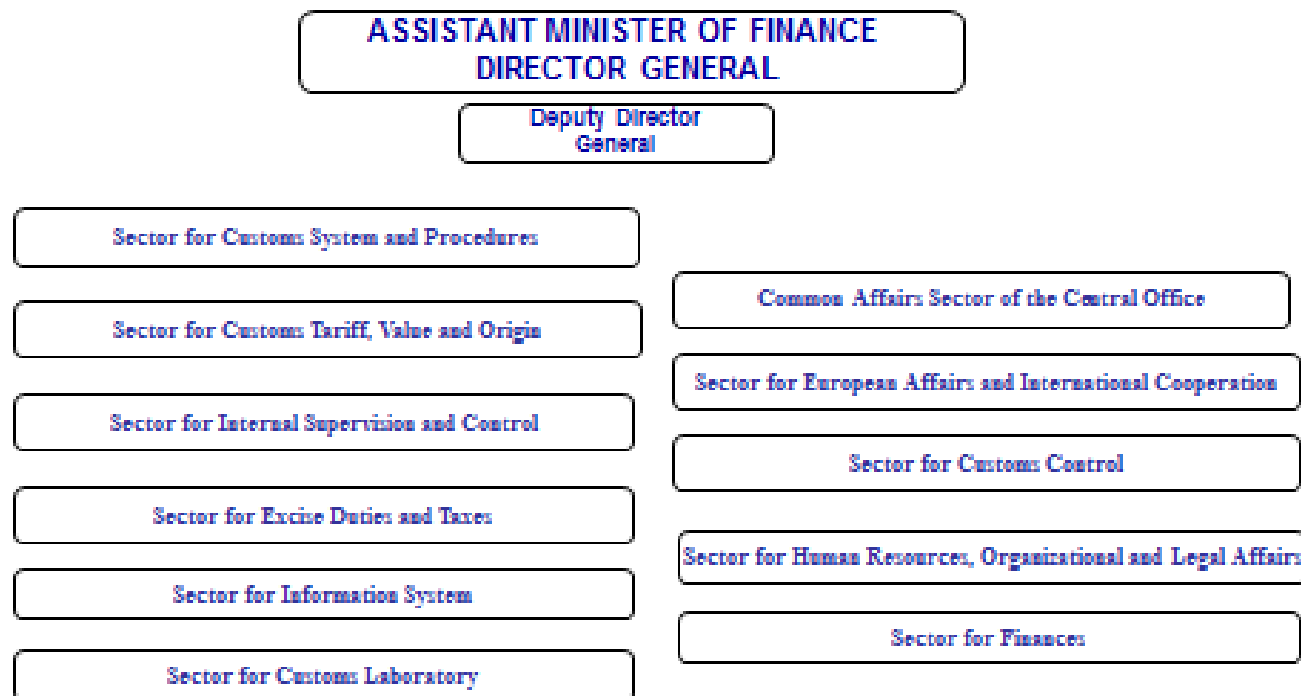 ASSISTANT MINISTER OF FINANCE
DIRECTOR GENERAL
Deputy Director
General
Sector for Customs System and Procedures
Sector for Customs Tariff, Value and Origin
Sector for Internal Supervision and Control
Sector for Excise Duties and Taxes
Sector for Information System
Sector for Customs Laboratory
Common Affairs Sector of the Central Office
Sector for European Affairs and International Cooperation
Sector for Customs Control
Sector for Human Resources, Organizational and Legal Affairs
Sector for Finances